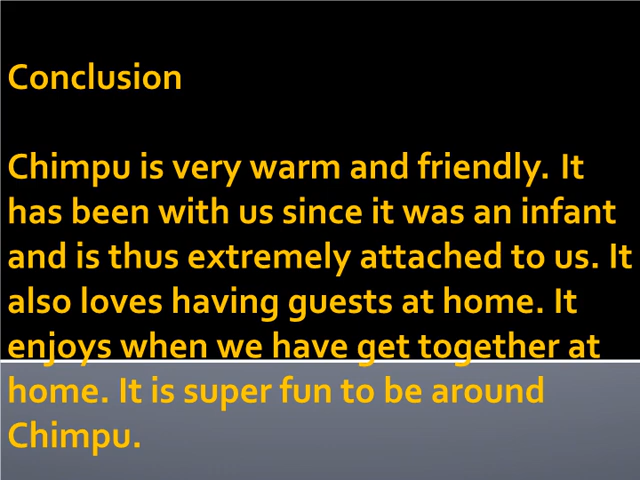 Conclusion
Chimpu is very warm and friendly. It
has been with us since it was an infant
and is thus extremely attached to us. It
also loves having guests at home. It
enjoys when we have get together at
home. It is super fun to be around
Chimpu.